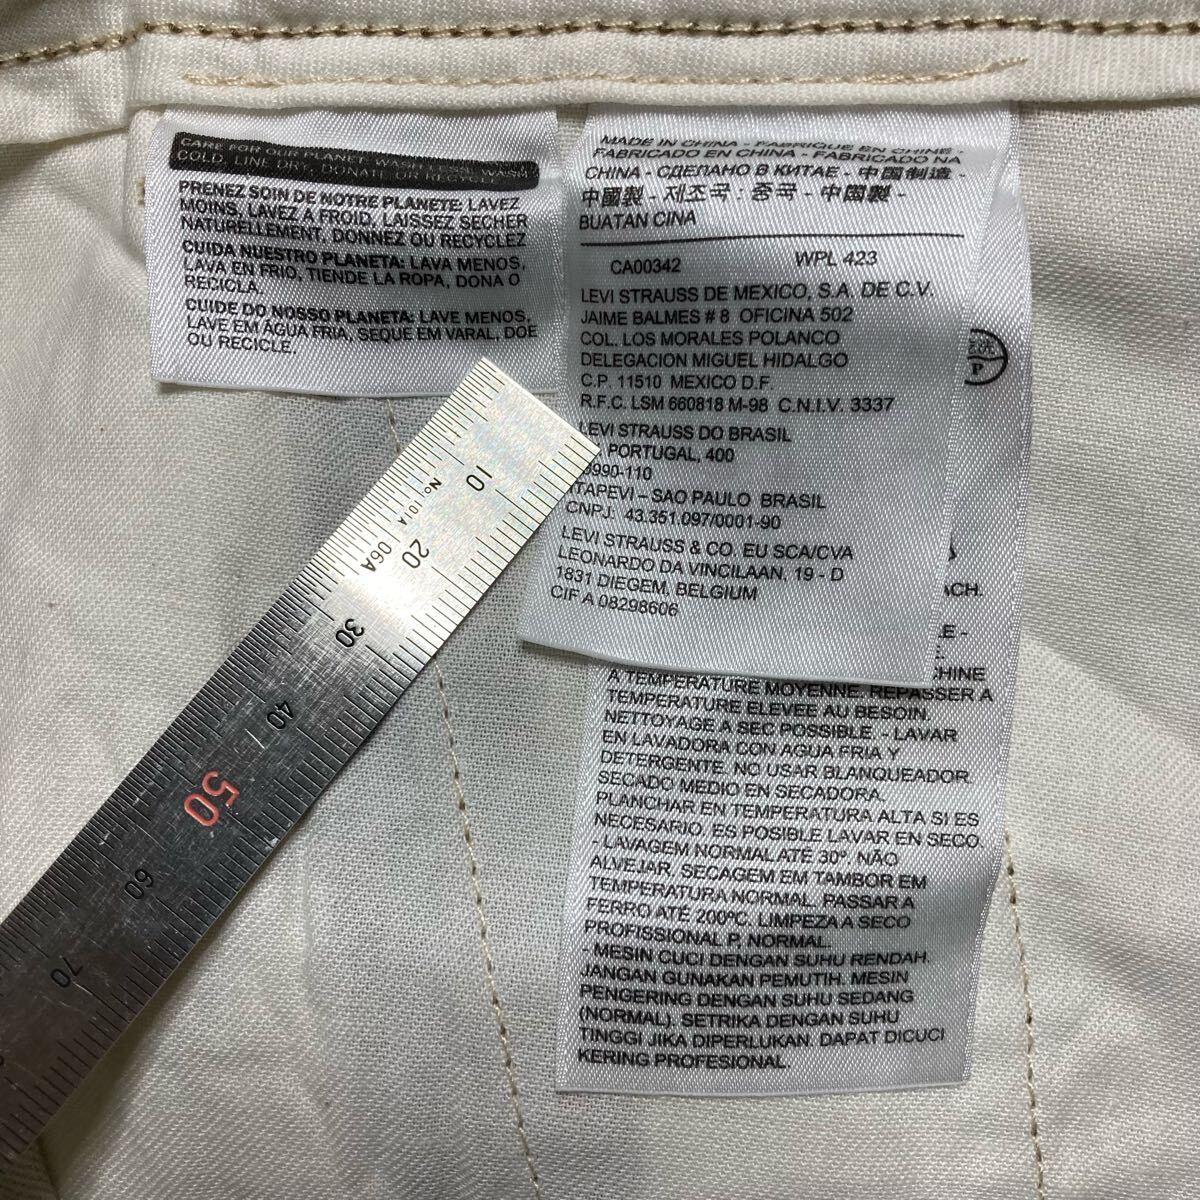 CARE FOR OUR PLANET: WASH LESS, WASH
COLD, LINE DRY, DONATE OR RECYCLE
PRENEZ SOIN DE NOTRE PLANETE: LAVEZ
MOINS, LAVEZ A FROID, LAISSEZ SECHER
NATURELLEMENT, DONNEZ OU RECYCLEZ
CUIDA NUESTRO PLANETA: LAVA MENOS,
LAVA EN FRIO, TIENDE LA ROPA, DONA O
RECICLA.
CUIDE DO NOSSO PLANETA: LAVE MENOS,
LAVE EM ÁGUA FRIA, SEQUE EM VARAL, DOE
OU RECICLE.
MADE IN CHINA - FABRIQUE EN CHINE -
FABRICADO EN CHINA - FABRICADO NA
CHINA - СДЕЛАНО В КИТАЕ - 中国制造 -
中國製 - 제조국 : 중국 - 中國製 -
BUATAN CINA
CA00342 WPL 423
LEVI STRAUSS DE MEXICO, S.A. DE C.V.
JAIME BALMES # 8 OFICINA 502
COL. LOS MORALES POLANCO
DELEGACION MIGUEL HIDALGO
C.P. 11510 MEXICO D.F.
R.F.C. LSM 660818 M-98 C.N.I.V. 3337
LEVI STRAUSS DO BRASIL
PORTUGAL, 400
990-110
ITAPEVI – SAO PAULO BRASIL
CNPJ: 43.351.097/0001-90
LEVI STRAUSS & CO. EU SCA/CVA
LEONARDO DA VINCILAAN, 19 - D
1831 DIEGEM, BELGIUM
CIF A 08298606
P
ACH.
LE -
CHINE
A TEMPERATURE MOYENNE. REPASSER A
TEMPERATURE ELEVEE AU BESOIN.
NETTOYAGE A SEC POSSIBLE. - LAVAR
EN LAVADORA CON AGUA FRIA Y
DETERGENTE. NO USAR BLANQUEADOR.
SECADO MEDIO EN SECADORA.
PLANCHAR EN TEMPERATURA ALTA SI ES
NECESARIO. ES POSIBLE LAVAR EN SECO.
- LAVAGEM NORMAL ATÉ 30º. NÃO
ALVEJAR. SECAGEM EM TAMBOR EM
TEMPERATURA NORMAL. PASSAR A
FERRO ATÉ 200ºC. LIMPEZA A SECO
PROFISSIONAL P, NORMAL.
- MESIN CUCI DENGAN SUHU RENDAH.
JANGAN GUNAKAN PEMUTIH. MESIN
PENGERING DENGAN SUHU SEDANG
(NORMAL). SETRIKA DENGAN SUHU
TINGGI JIKA DIPERLUKAN. DAPAT DICUCI
KERING PROFESIONAL.
No. 101A 06A
10
20
30
40
50
60
70